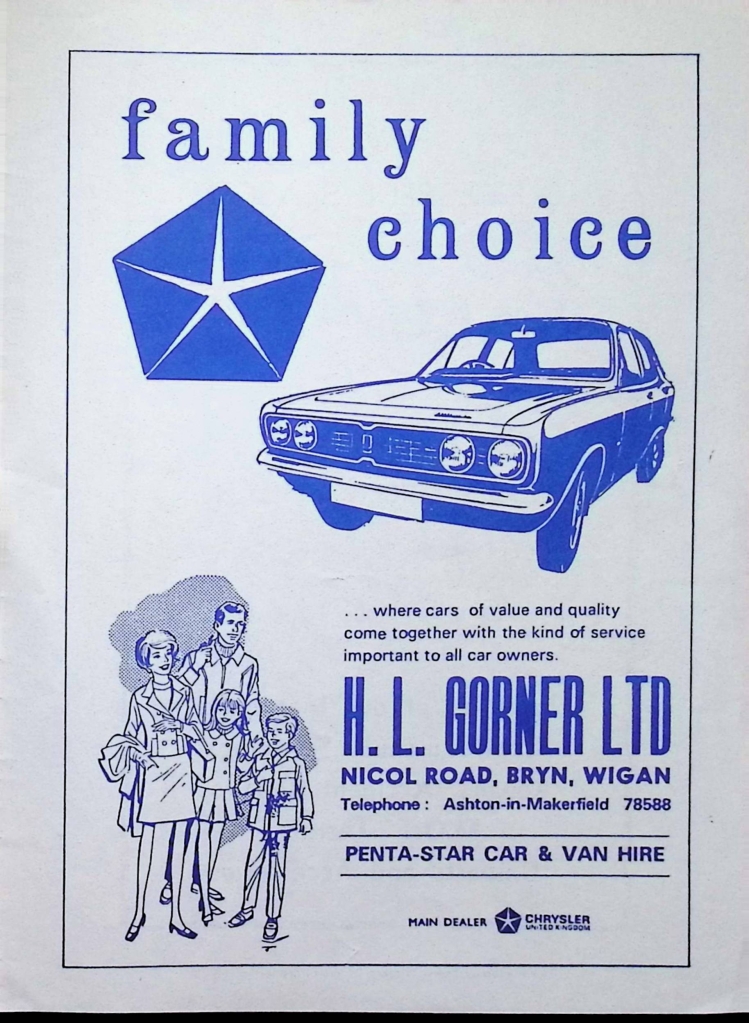 family
choice
... where cars of value and quality
come together with the kind of service
important to all car owners.
H. L. GORNER LTD
NICOL ROAD, BRYN, WIGAN
Telephone : Ashton-in-Makerfield 78588
PENTA-STAR CAR & VAN HIRE
MAIN DEALER CHRYSLER
UNITED KINGDOM